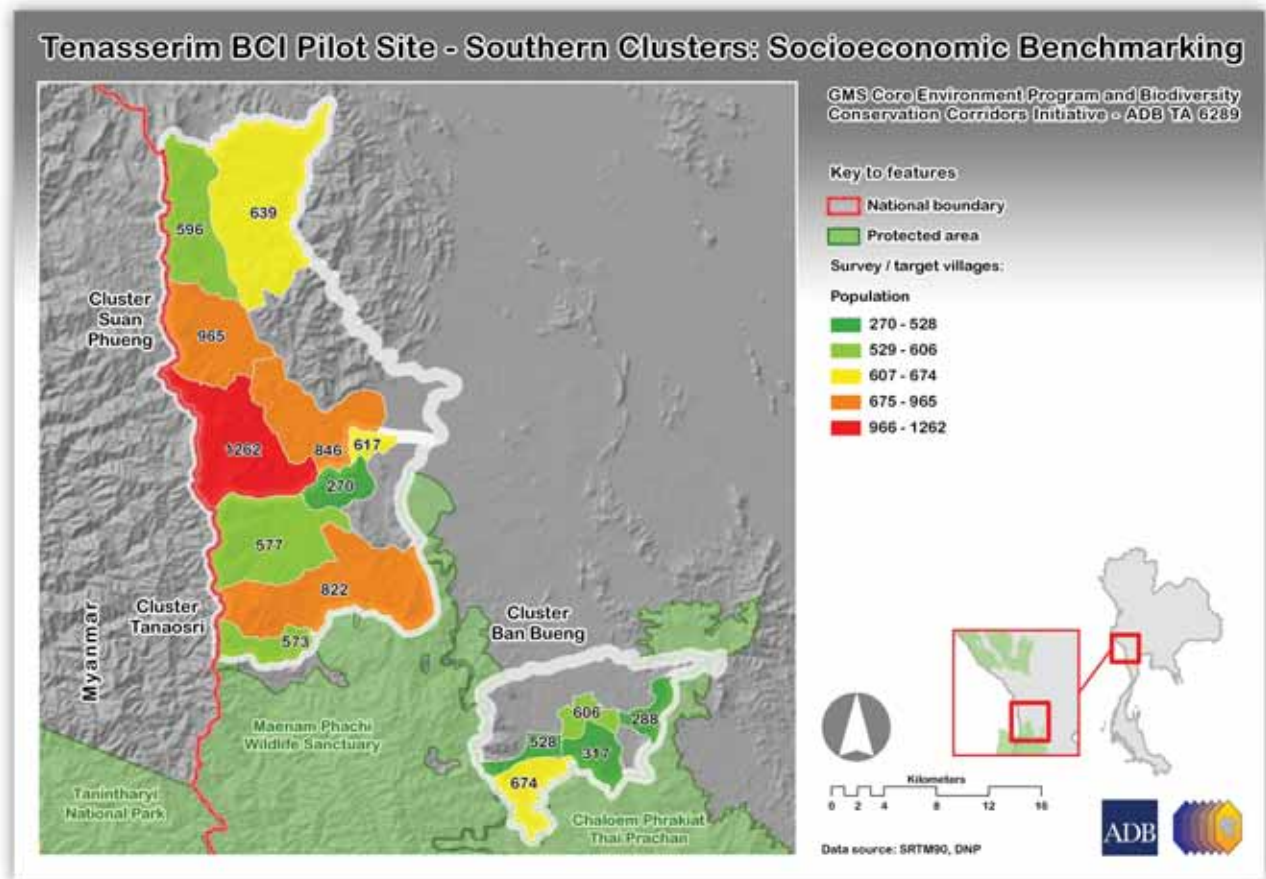 Tenasserim BCI Pilot Site - Southern Clusters: Socioeconomic Benchmarking
GMS Core Environment Program and Biodiversity
Conservation Corridors Initiative - ADB TA 6289
Key to features
National boundary
Protected area
Survey / target villages:
Population
270 - 528
529 - 606
607 - 674
675 - 965
966 - 1262
639
596
Cluster
Suan
Phueng
965
1262
846
617
270
577
822
Cluster
Tanaosri
573
Myanmar
Cluster
Ban Bueng
606
288
528
317
674
Maenam Phachi
Wildlife Sanctuary
Tanintharyi
National Park
Chaloem Phrakiat
Thai Prachan
Kilometers
0 2 4 8 12 16
Data source: SRTM90, DNP
ADB